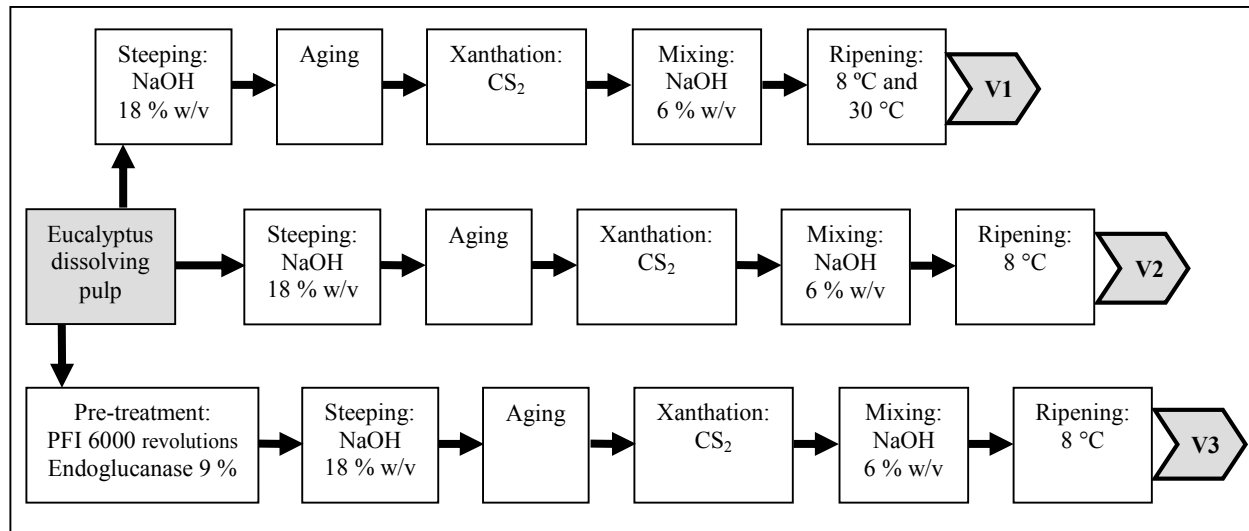 Steeping:
NaOH
18 % w/v
Aging
Xanthation:
CS₂
Mixing:
NaOH
6 % w/v
Ripening:
8 ºC and
30 °C
V1
Eucalyptus
dissolving
pulp
Steeping:
NaOH
18 % w/v
Aging
Xanthation:
CS₂
Mixing:
NaOH
6 % w/v
Ripening:
8 °C
V2
Pre-treatment:
PFI 6000 revolutions
Endoglucanase 9 %
Steeping:
NaOH
18 % w/v
Aging
Xanthation:
CS₂
Mixing:
NaOH
6 % w/v
Ripening:
8 °C
V3